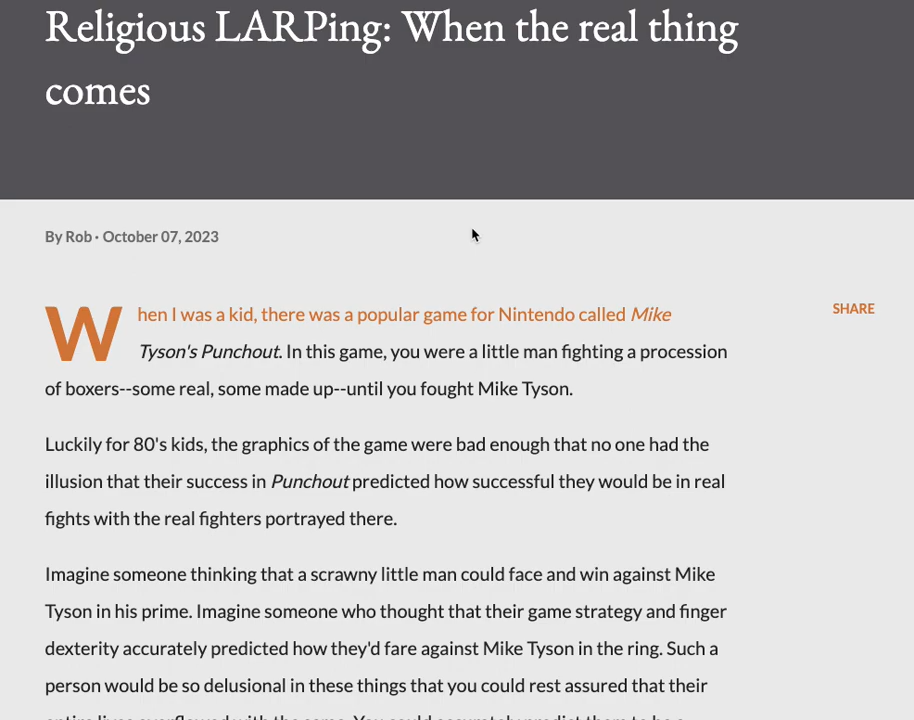 Religious LARPing: When the real thing
comes
By Rob · October 07, 2023
When I was a kid, there was a popular game for Nintendo called Mike
SHARE
Tyson's Punchout. In this game, you were a little man fighting a procession
of boxers--some real, some made up--until you fought Mike Tyson.
Luckily for 80's kids, the graphics of the game were bad enough that no one had the
illusion that their success in Punchout predicted how successful they would be in real
fights with the real fighters portrayed there.
Imagine someone thinking that a scrawny little man could face and win against Mike
Tyson in his prime. Imagine someone who thought that their game strategy and finger
dexterity accurately predicted how they'd fare against Mike Tyson in the ring. Such a
person would be so delusional in these things that you could rest assured that their